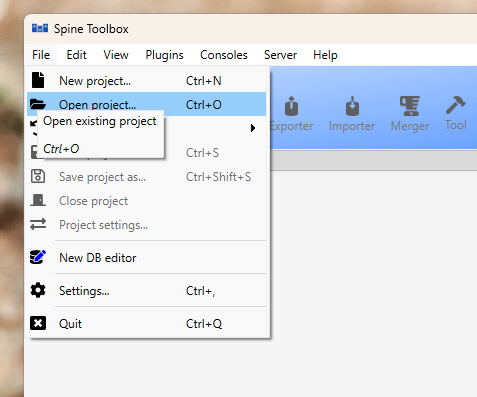 Spine Toolbox
File Edit View Plugins Consoles Server Help
New project... Ctrl+N
Open project... Ctrl+O
Open existing project
Ctrl+O
Ctrl+S
Save project as... Ctrl+Shift+S
Close project
Project settings...
New DB editor
Settings... Ctrl+,
Quit Ctrl+Q
Exporter Importer Merger Tool